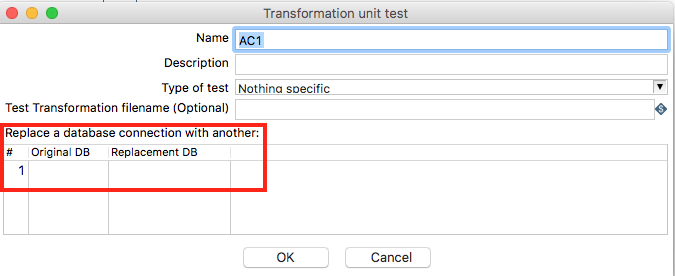 Transformation unit test
Name AC1
Description
Type of test Nothing specific
Test Transformation filename (Optional)
Replace a database connection with another:
# Original DB Replacement DB
1
OK Cancel